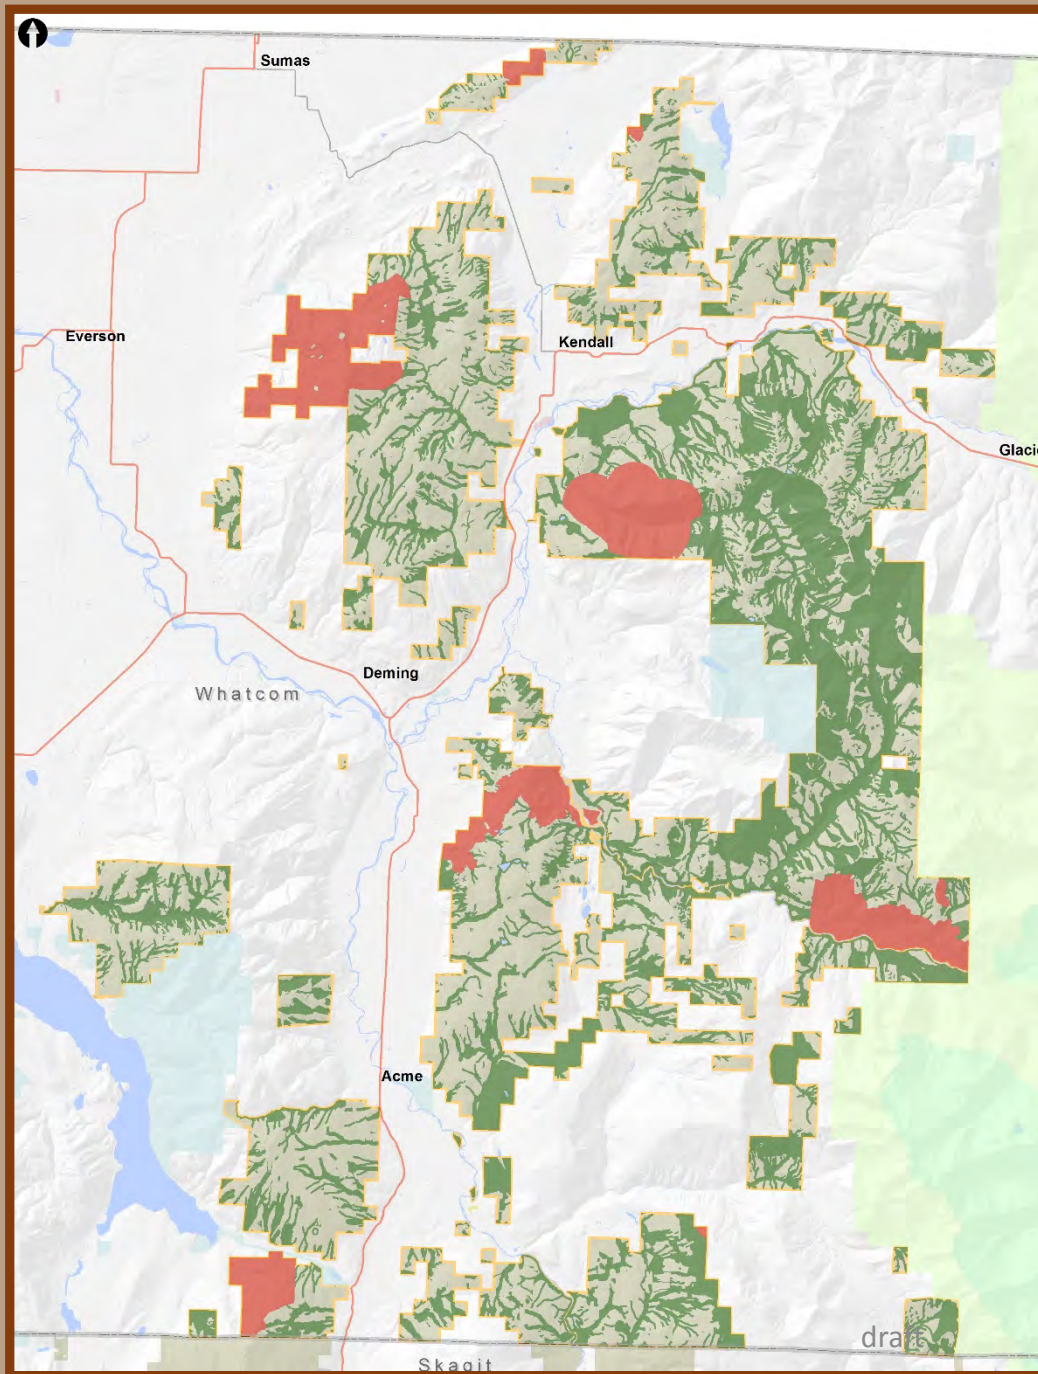 Sumas
Everson
Kendall
Glaci
Deming
Whatcom
Acme
draft
Skagit